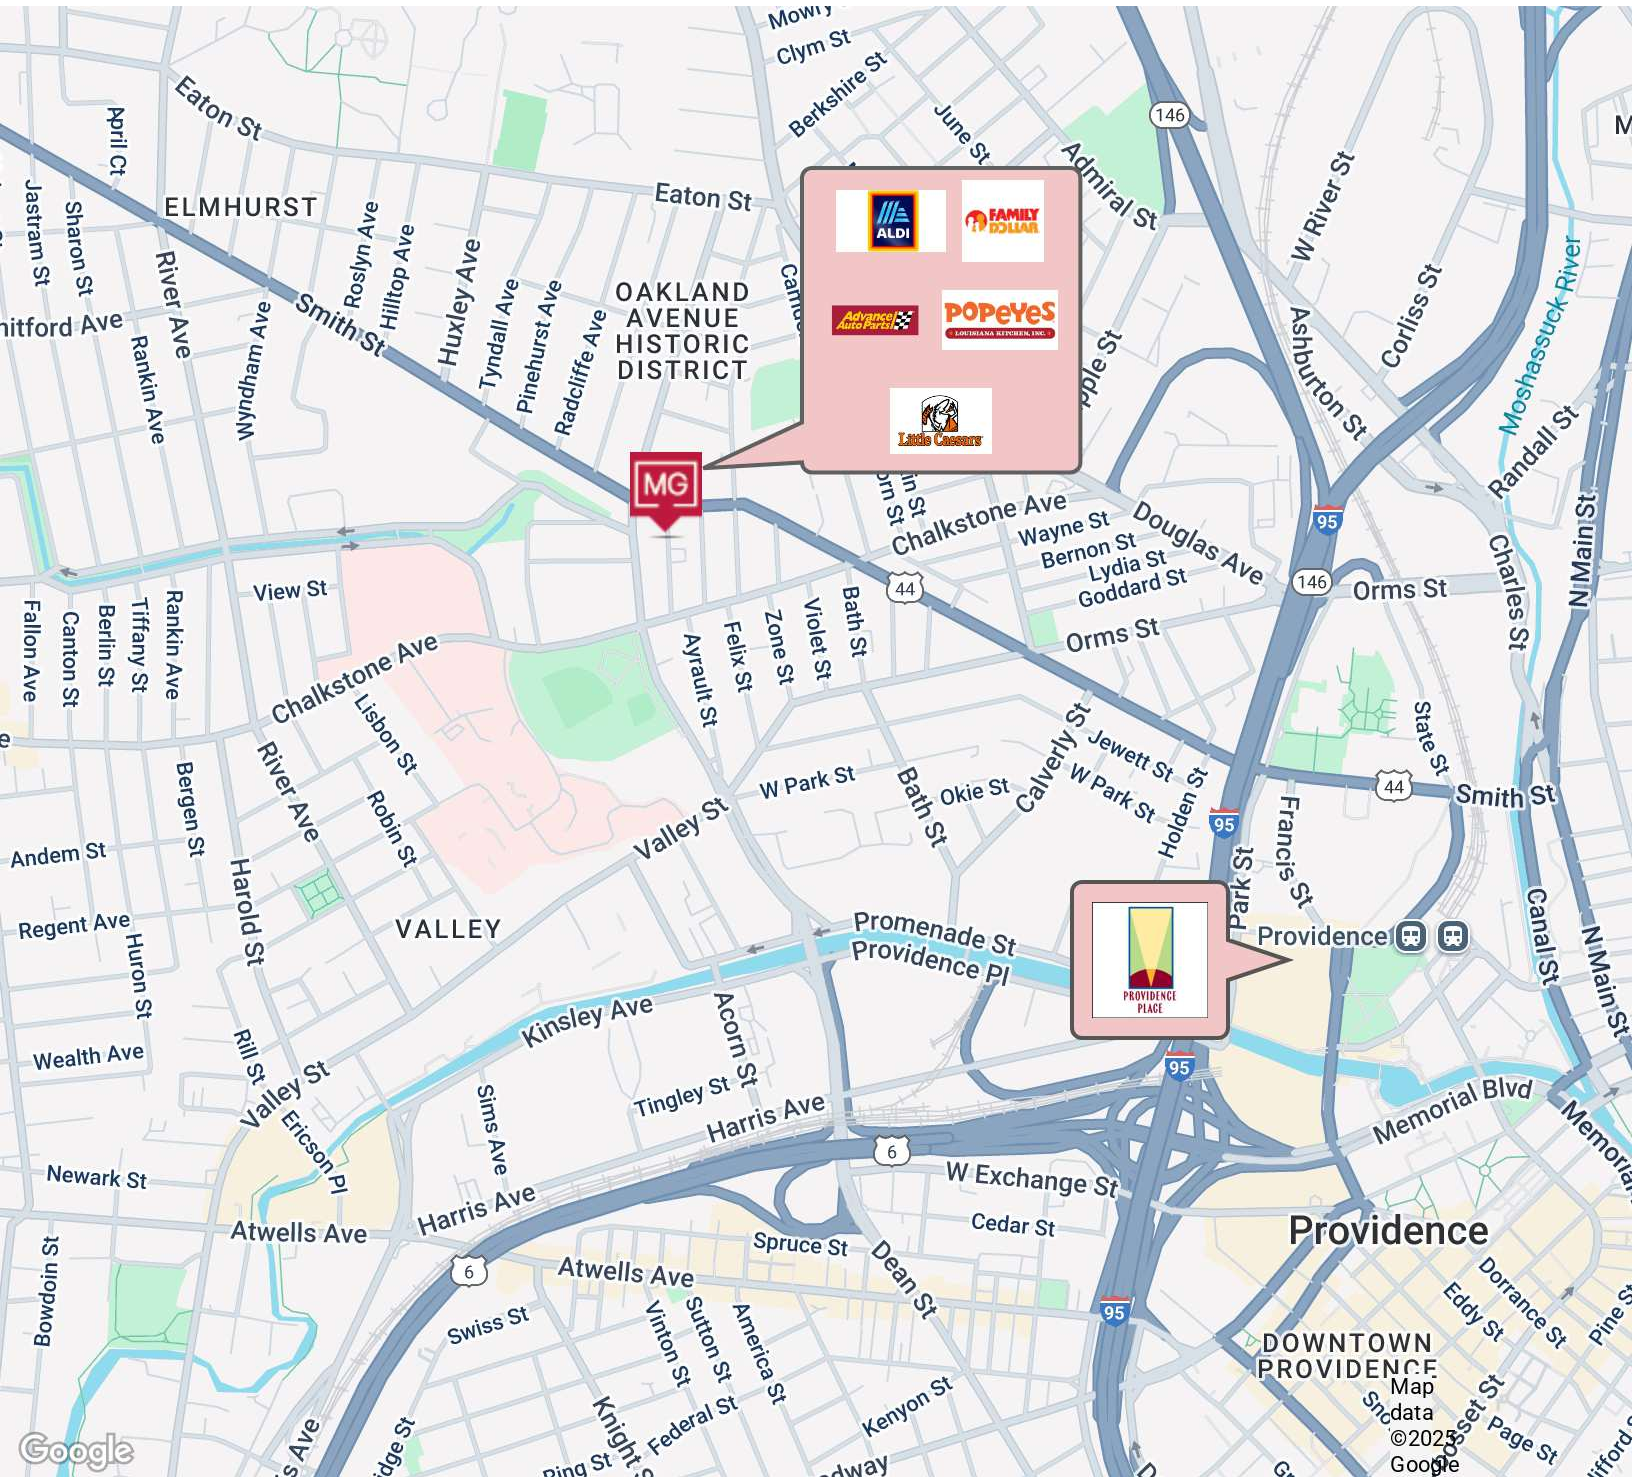 Mowry
Clym St
Berkshire St
June St
146
Admiral St
Eaton St
April Ct
ELMHURST
Jastram St
Sharon St
River Ave
Roslyn Ave
Hilltop Ave
Huxley Ave
Eaton St
W River St
Corliss St
Moshassuck River
ALDI
FAMILY
DOLLAR
Advance
Auto Parts
POPEYES
LOUISIANA KITCHEN, INC.
Little Caesars
OAKLAND
AVENUE
HISTORIC
DISTRICT
Smith St
Tyndall Ave
Pinehurst Ave
Radcliffe Ave
Wyndham Ave
Rankin Ave
Ashburton St
Randall St
MG
Chalkstone Ave
Wayne St
Bernon St
Lydia St
Goddard St
Douglas Ave
95
146
Orms St
Charles St
N Main St
44
Orms St
View St
Fallon Ave
Canton St
Berlin St
Tiffany St
Rankin Ave
Chalkstone Ave
Lisbon St
River Ave
Bergen St
Robin St
Ayrault St
Felix St
Zone St
Violet St
Bath St
Jewett St
W Park St
Calverly St
Okie St
Bath St
W Park St
Holden St
State St
44
Smith St
95
Francis St
Park St
Valley St
Andem St
Harold St
Regent Ave
Huron St
VALLEY
Promenade St
Providence Pl
PROVIDENCE
PLACE
Providence
Canal St
N Main St
Kinsley Ave
Acorn St
Wealth Ave
Rill St
Valley St
Ericson Pl
Sims Ave
Tingley St
Harris Ave
95
Memorial Blvd
Memorial
6
W Exchange St
Newark St
Harris Ave
Atwells Ave
Cedar St
Spruce St
Providence
6
Atwells Ave
Dean St
Bowdoin St
Swiss St
Vinton St
Sutton St
America St
95
Dorrance St
Eddy St
Pine St
DOWNTOWN
PROVIDENCE
Knight S
Federal St
Kenyon St
Page St
Map
data
©2025
Google
Google